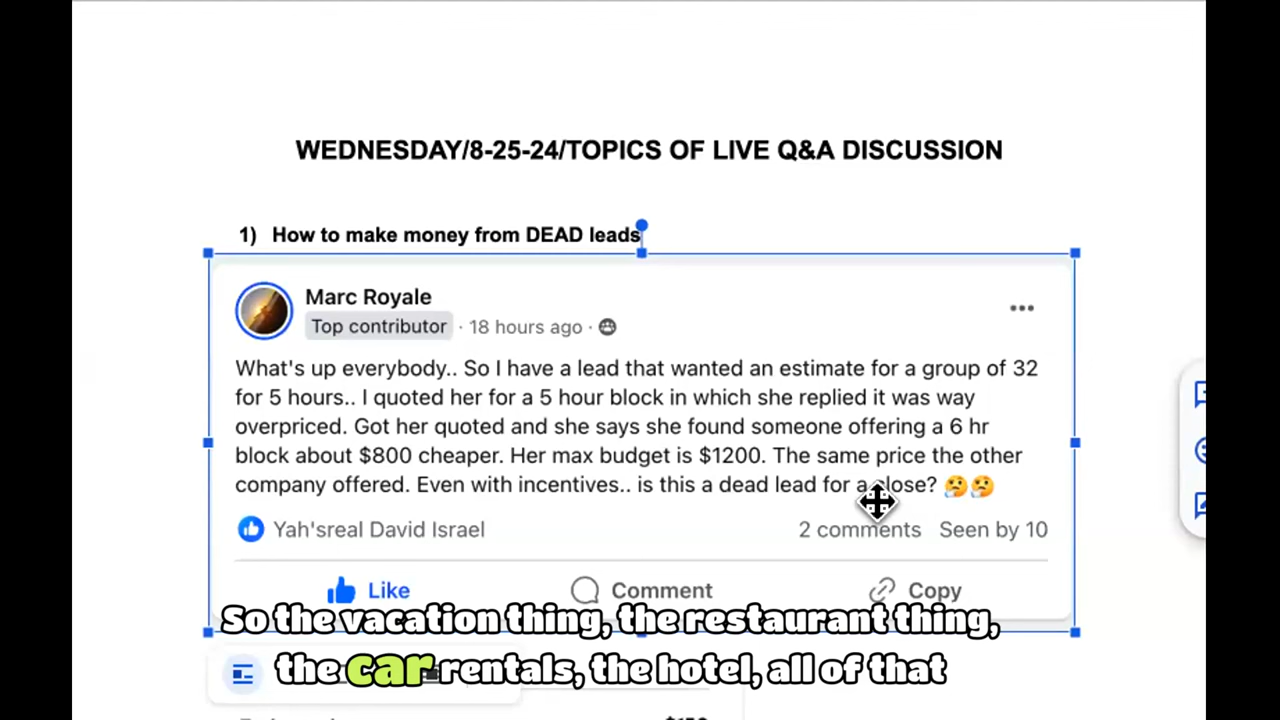 WEDNESDAY/8-25-24/TOPICS OF LIVE Q&A DISCUSSION
1) How to make money from DEAD leads
Marc Royale
Top contributor · 18 hours ago ·
What's up everybody.. So I have a lead that wanted an estimate for a group of 32
for 5 hours.. I quoted her for a 5 hour block in which she replied it was way
overpriced. Got her quoted and she says she found someone offering a 6 hr
block about $800 cheaper. Her max budget is $1200. The same price the other
company offered. Even with incentives.. is this a dead lead for a close? 🤔🤔
Yah'sreal David Israel 2 comments Seen by 10
Like Comment Copy
So the vacation thing, the restaurant thing,
the car rentals, the hotel, all of that